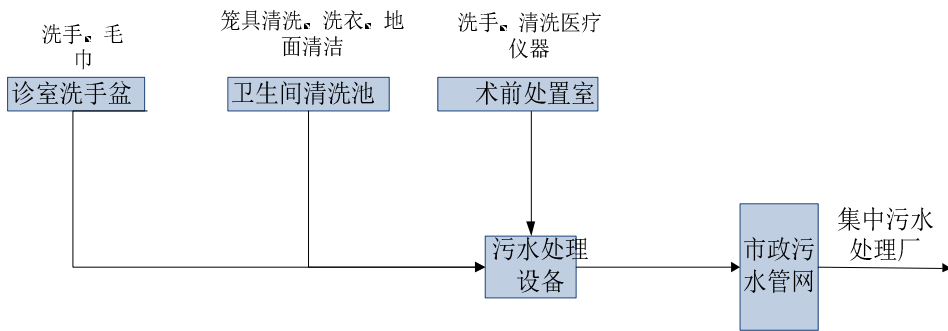 洗手、毛
巾
笼具清洗、洗衣、地
面清洁
洗手、清洗医疗
仪器
诊室洗手盆
卫生间清洗池
术前处置室
污水处理
设备
市政污
水管网
集中污水
处理厂